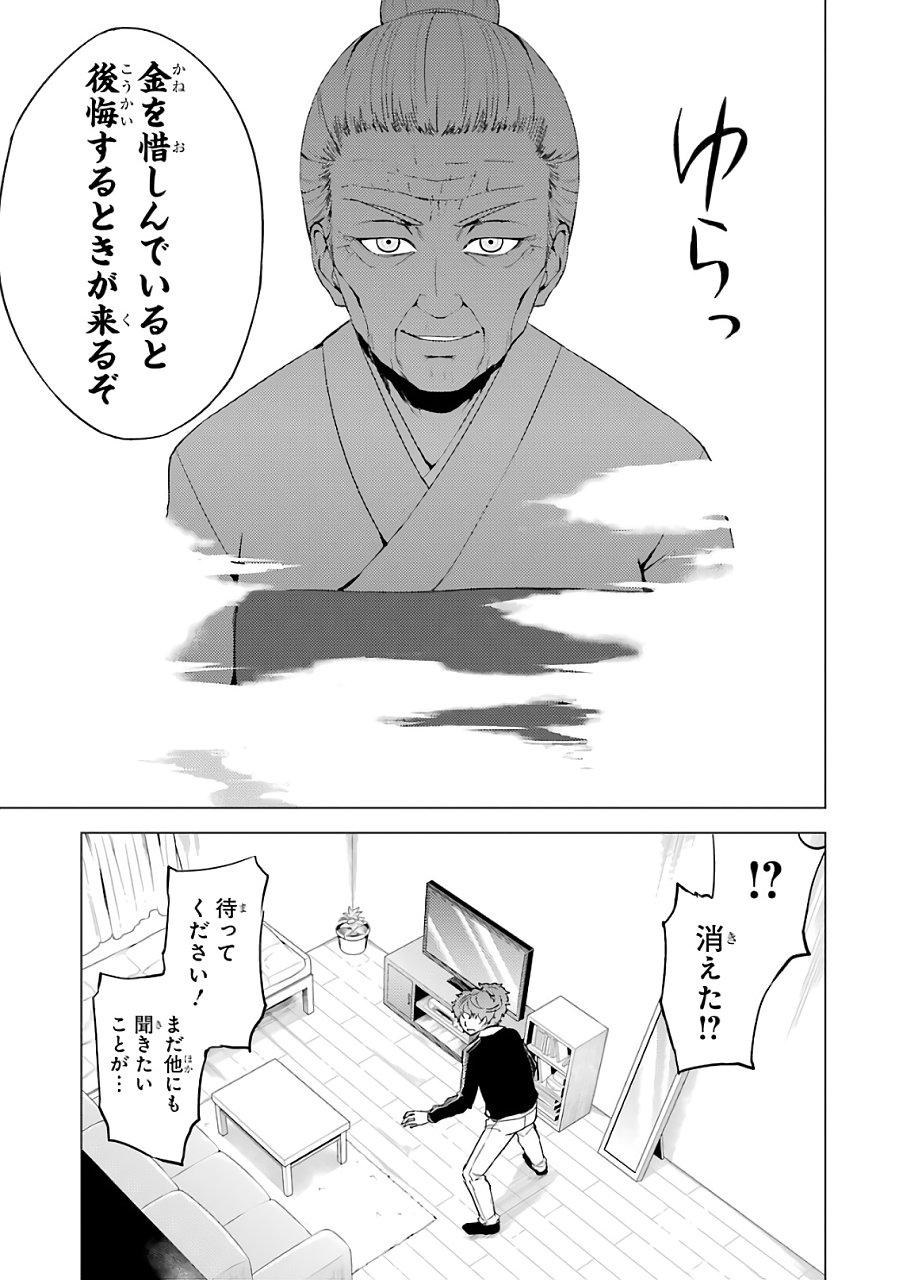 ゆらっ
金を惜しんでいると
後悔するときが来るぞ
!?
消えた!?
待って
ください!
まだ他にも
聞きたい
ことが…